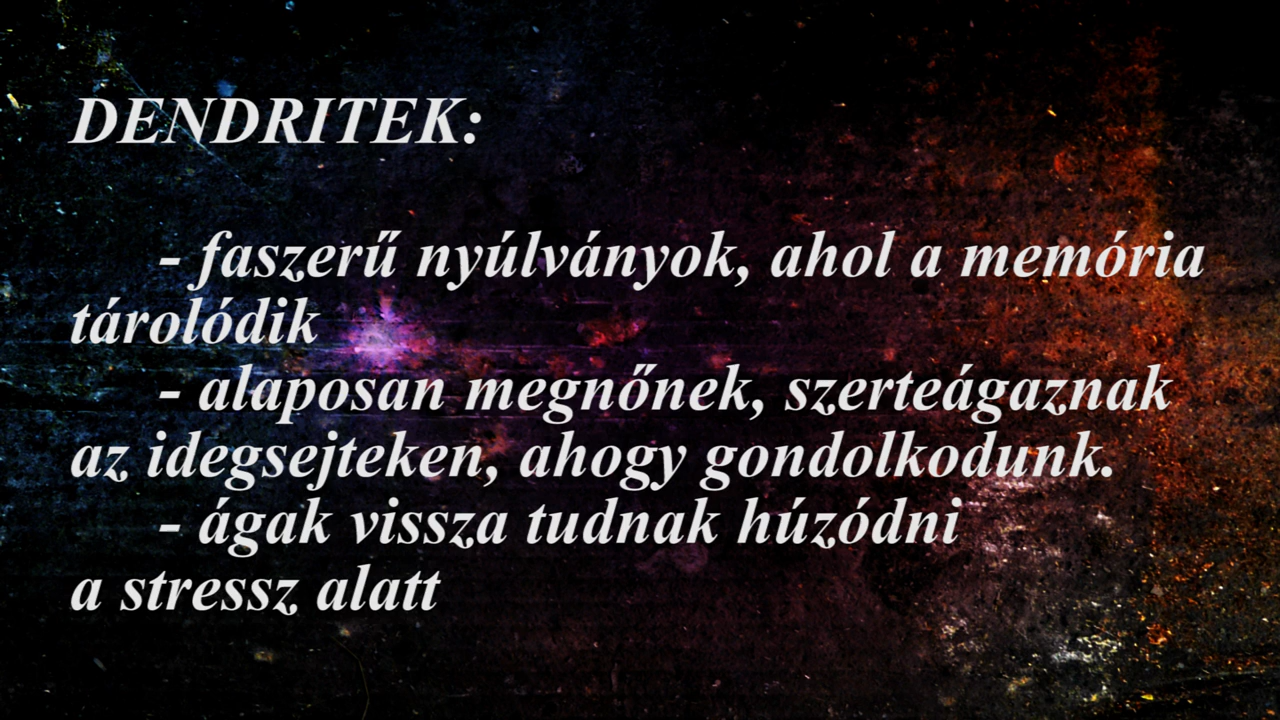 DENDRITEK:
- faszerű nyúlványok, ahol a memória
tárolódik
- alaposan megnőnek, szerteágaznak
az idegsejteken, ahogy gondolkodunk.
- ágak vissza tudnak húzódni
a stressz alatt